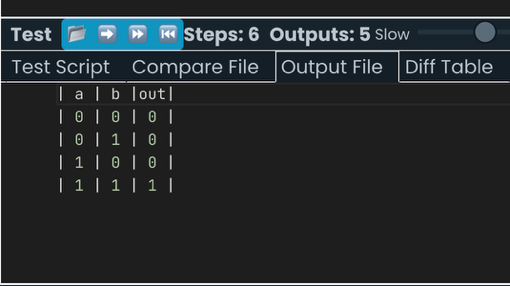 Test Steps: 6 Outputs: 5 Slow
Test Script Compare File Output File Diff Table
| a | b |out|
| 0 | 0 | 0 |
| 0 | 1 | 0 |
| 1 | 0 | 0 |
| 1 | 1 | 1 |